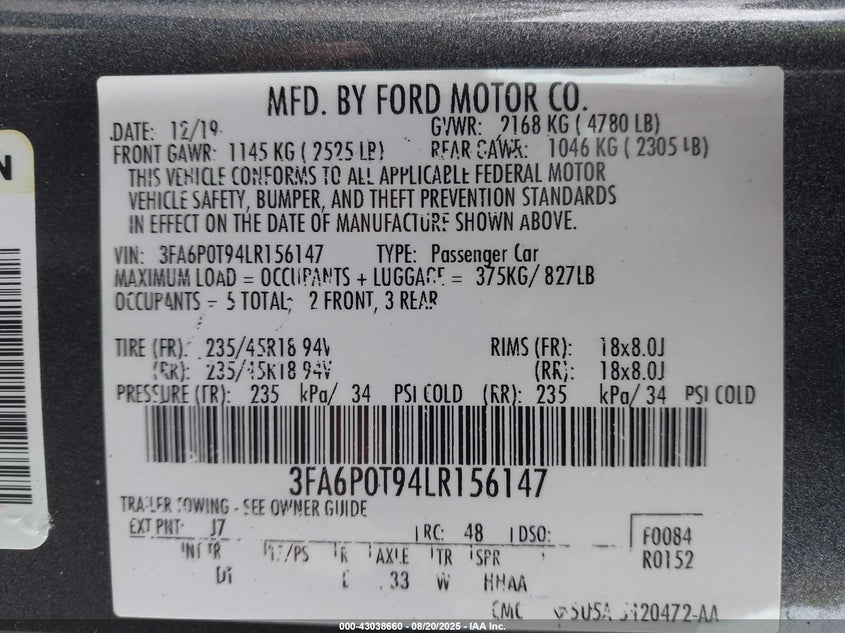 MFD. BY FORD MOTOR CO.
DATE: 12/19 GVWR: 2168 KG ( 4780 LB)
FRONT GAWR: 1145 KG ( 2525 LB) REAR GAWR: 1046 KG ( 2305 LB)
THIS VEHICLE CONFORMS TO ALL APPLICABLE FEDERAL MOTOR
VEHICLE SAFETY, BUMPER, AND THEFT PREVENTION STANDARDS
IN EFFECT ON THE DATE OF MANUFACTURE SHOWN ABOVE.
VIN: 3FA6P0T94LR156147 TYPE: Passenger Car
MAXIMUM LOAD = OCCUPANTS + LUGGAGE = 375KG/ 827LB
OCCUPANTS = 5 TOTAL; 2 FRONT, 3 REAR
TIRE (FR): 235/45R18 94V RIMS (FR): 18x8.0J
(RR): 235/45R18 94V (RR): 18x8.0J
PRESSURE (FR): 235 kPa/ 34 PSI COLD (RR): 235 kPa/ 34 PSI COLD
N
3FA6P0T94LR156147
TRAILER TOWING - SEE OWNER GUIDE
EXT PNT: J7 RC: 48 DSO: F0084
R0152
INT TR TP/PS R AXLE TR SPR
33 W HHAA
000-43038660 - 08/20/2025 - IAA Inc.